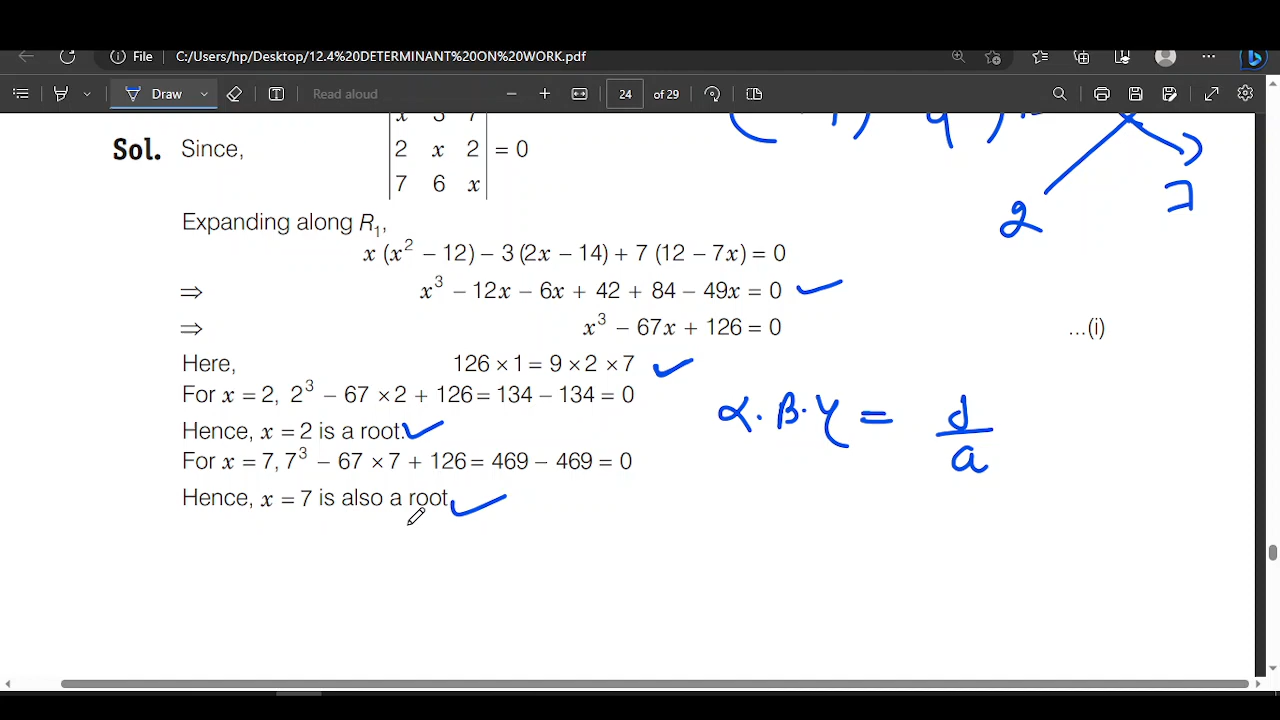 File C:/Users/hp/Desktop/12.4%20DETERMINANT%20ON%20WORK.pdf
Draw Read aloud 24 of 29
x 3 7
Sol. Since, 2 x 2 = 0
7 6 x
2 7
Expanding along R₁,
x (x² − 12) − 3 (2x − 14) + 7 (12 − 7x) = 0
⇒ x³ − 12x − 6x + 42 + 84 − 49x = 0
⇒ x³ − 67x + 126 = 0 ...(i)
Here, 126 × 1 = 9 × 2 × 7
For x = 2, 2³ − 67 × 2 + 126 = 134 − 134 = 0
α · β · γ = d/a
Hence, x = 2 is a root.
For x = 7, 7³ − 67 × 7 + 126 = 469 − 469 = 0
Hence, x = 7 is also a root